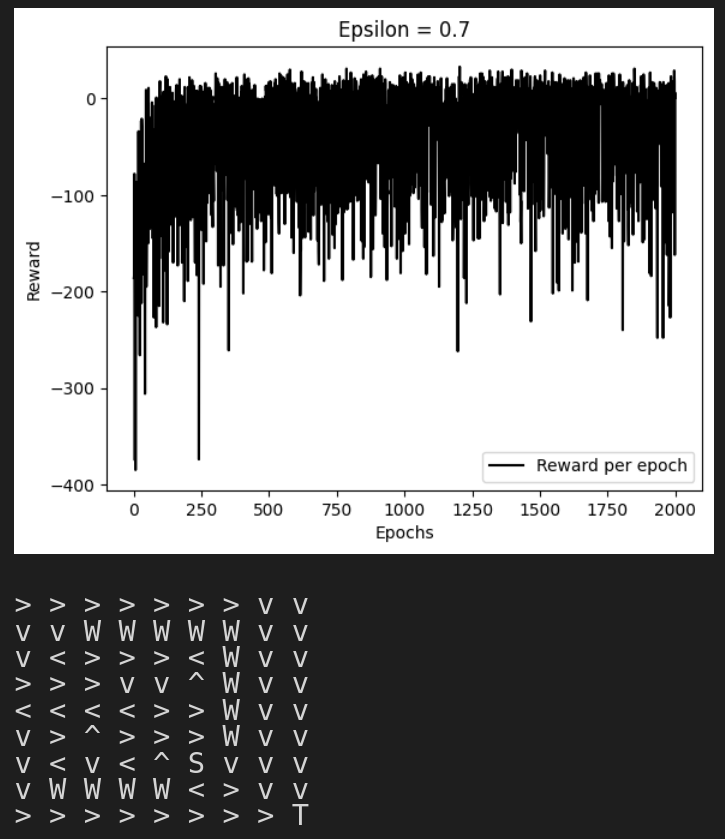 Epsilon = 0.7
0
−100
−200
−300
−400
Reward
Reward per epoch
0 250 500 750 1000 1250 1500 1750 2000
Epochs
> > > > > > > v v
v v W W W W W v v
v < > > > < W v v
> > > v v ^ W v v
< < < < > > W v v
v > ^ > > > W v v
v < v < ^ S v v v
v W W W W < > v v
> > > > > > > > T